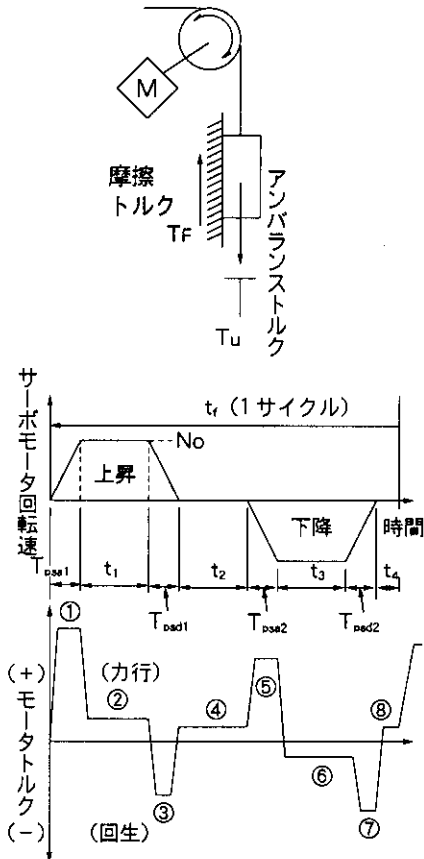 M
摩擦
トルク
TF
アンバランストルク
Tu
サーボモータ回転速
tf (1サイクル)
No
上昇
下降
時間
Tpsa1
t1
Tpsd1
t2
Tpsa2
t3
Tpsd2
t4
(+) モータトルク (−)
①
②
(力行)
③
④
⑤
⑥
⑦
⑧
(回生)